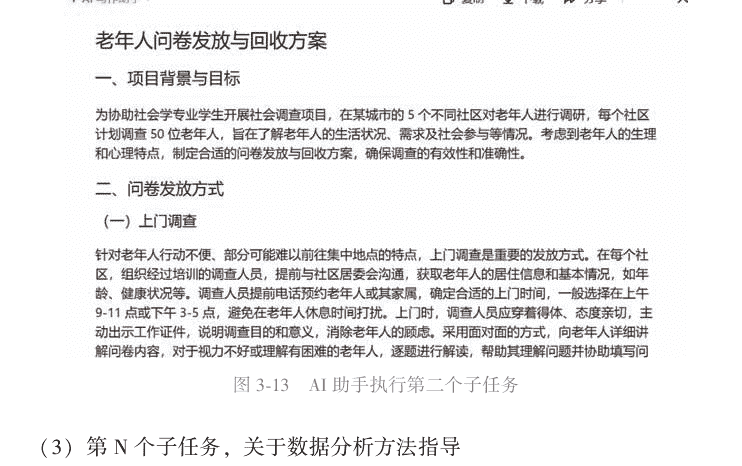 老年人问卷发放与回收方案
一、项目背景与目标
为协助社会学专业学生开展社会调查项目，在某城市的 5 个不同社区对老年人进行调研，每个社区
计划调查 50 位老年人，旨在了解老年人的生活状况、需求及社会参与等情况。考虑到老年人的生理
和心理特点，制定合适的问卷发放与回收方案，确保调查的有效性和准确性。
二、问卷发放方式
（一）上门调查
针对老年人行动不便、部分可能难以前往集中地点的特点，上门调查是重要的发放方式。在每个社
区，组织经过培训的调查人员，提前与社区居委会沟通，获取老年人的居住信息和基本情况，如年
龄、健康状况等。调查人员提前电话预约老年人或其家属，确定合适的上门时间，一般选择在上午
9-11 点或下午 3-5 点，避免在老年人休息时间打扰。上门时，调查人员应穿着得体、态度亲切，主
动出示工作证件，说明调查目的和意义，消除老年人的顾虑。采用面对面的方式，向老年人详细讲
解问卷内容，对于视力不好或理解有困难的老年人，逐题进行解读，帮助其理解问题并协助填写问
图 3-13 AI 助手执行第二个子任务
（3）第 N 个子任务，关于数据分析方法指导